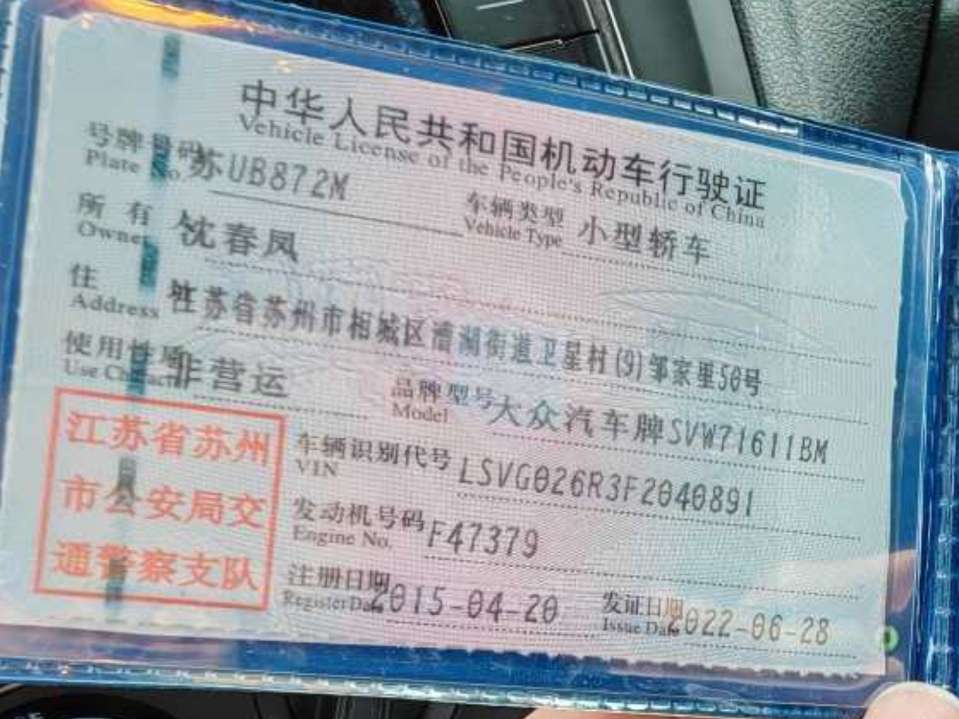 中华人民共和国机动车行驶证
Vehicle License of the People's Republic of China
号牌号码 苏UB872M 车辆类型 小型轿车
Plate No. Vehicle Type
所有 沈春凤
Owner
住 江苏省苏州市相城区漕湖街道卫星村(9)邹家里50号
Address
使用性质 非营运 品牌型号 大众汽车牌SVW71611BM
Use Character Model
江苏省苏州
市公安局交
通警察支队
车辆识别代号 LSVG026R3F2040891
VIN
发动机号码 F47379
Engine No.
注册日期 2015-04-20 发证日期 2022-06-28
Register Date Issue Date